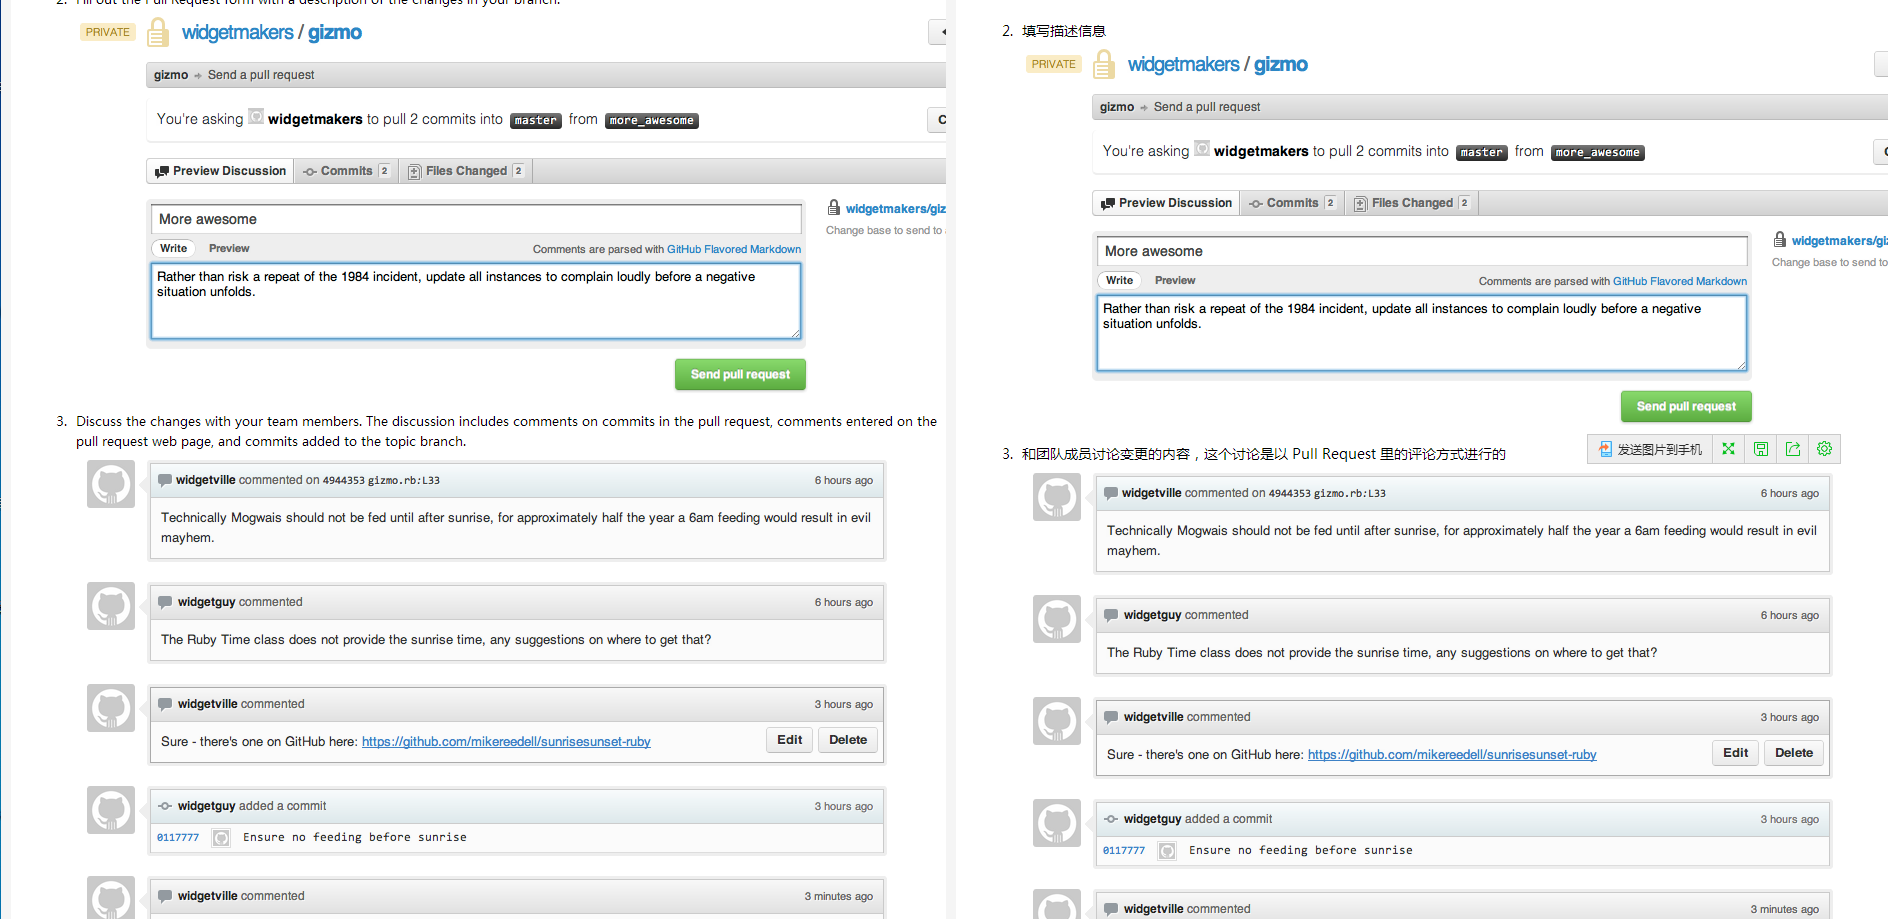 2. Fill out the Pull Request form with a description of the changes in your branch.
PRIVATE widgetmakers / gizmo
gizmo Send a pull request
You're asking widgetmakers to pull 2 commits into master from more_awesome
Preview Discussion Commits 2 Files Changed 2
More awesome
widgetmakers/giz
Write Preview Comments are parsed with GitHub Flavored Markdown
Change base to send to
Rather than risk a repeat of the 1984 incident, update all instances to complain loudly before a negative
situation unfolds.
Send pull request
3. Discuss the changes with your team members. The discussion includes comments on commits in the pull request, comments entered on the
pull request web page, and commits added to the topic branch.
widgetville commented on 4944353 gizmo.rb:L33 6 hours ago
Technically Mogwais should not be fed until after sunrise, for approximately half the year a 6am feeding would result in evil
mayhem.
widgetguy commented 6 hours ago
The Ruby Time class does not provide the sunrise time, any suggestions on where to get that?
widgetville commented 3 hours ago
Sure - there's one on GitHub here: https://github.com/mikereedell/sunrisesunset-ruby Edit Delete
widgetguy added a commit 3 hours ago
0117777 Ensure no feeding before sunrise
widgetville commented 3 minutes ago
2. 填写描述信息
PRIVATE widgetmakers / gizmo
gizmo Send a pull request
You're asking widgetmakers to pull 2 commits into master from more_awesome
Preview Discussion Commits 2 Files Changed 2
More awesome
widgetmakers/gi
Write Preview Comments are parsed with GitHub Flavored Markdown
Change base to send to
Rather than risk a repeat of the 1984 incident, update all instances to complain loudly before a negative
situation unfolds.
Send pull request
3. 和团队成员讨论变更的内容，这个讨论是以 Pull Request 里的评论方式进行的
发送图片到手机
widgetville commented on 4944353 gizmo.rb:L33 6 hours ago
Technically Mogwais should not be fed until after sunrise, for approximately half the year a 6am feeding would result in evil
mayhem.
widgetguy commented 6 hours ago
The Ruby Time class does not provide the sunrise time, any suggestions on where to get that?
widgetville commented 3 hours ago
Sure - there's one on GitHub here: https://github.com/mikereedell/sunrisesunset-ruby Edit Delete
widgetguy added a commit 3 hours ago
0117777 Ensure no feeding before sunrise
widgetville commented 3 minutes ago